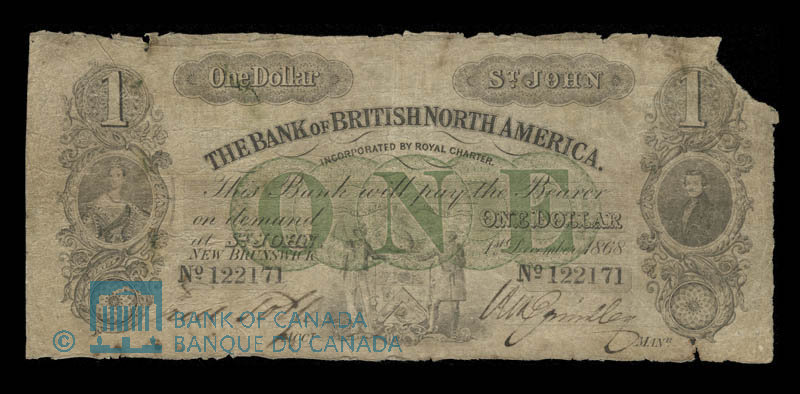 1 One Dollar ST JOHN 1
THE BANK OF BRITISH NORTH AMERICA.
INCORPORATED BY ROYAL CHARTER.
ONE
This Bank will pay the Bearer
on demand ONE DOLLAR
at ST JOHN 1st December 1868
NEW BRUNSWICK
No 122171 No 122171
MANR
© BANK OF CANADA
BANQUE DU CANADA